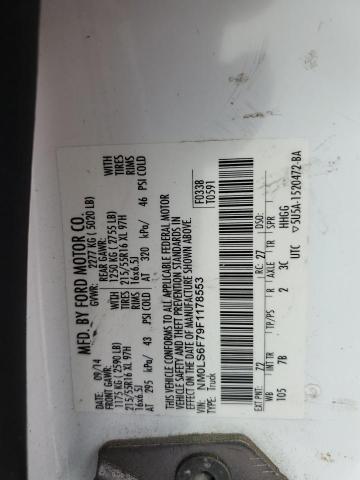 MFD. BY FORD MOTOR CO.
09/14 GVWR: 2277 KG ( 5020 LB)
FRONT GAWR: REAR GAWR: WITH
1175 KG ( 2590 LB) 1250 KG ( 2755 LB) TIRES
215/55R16 XL 97H 215/55R16 XL 97H RIMS
16x6.5J 16x6.5J
AT 295 kPa/ 43 PSI COLD AT 320 kPa/ 46 PSI COLD
THIS VEHICLE CONFORMS TO ALL APPLICABLE FEDERAL MOTOR
VEHICLE SAFETY AND THEFT PREVENTION STANDARDS IN
EFFECT ON THE DATE OF MANUFACTURE SHOWN ABOVE.
VIN: NM0LS6F79F1178553 F0338
TYPE: Truck T0591
EXT PNT: Z2 RC: 27 DSO:
WB BRK INT TR TP/PS R AXLE TR SPR
105 7B 2 3C HHGG
UTC 5U5A-1520472-BA